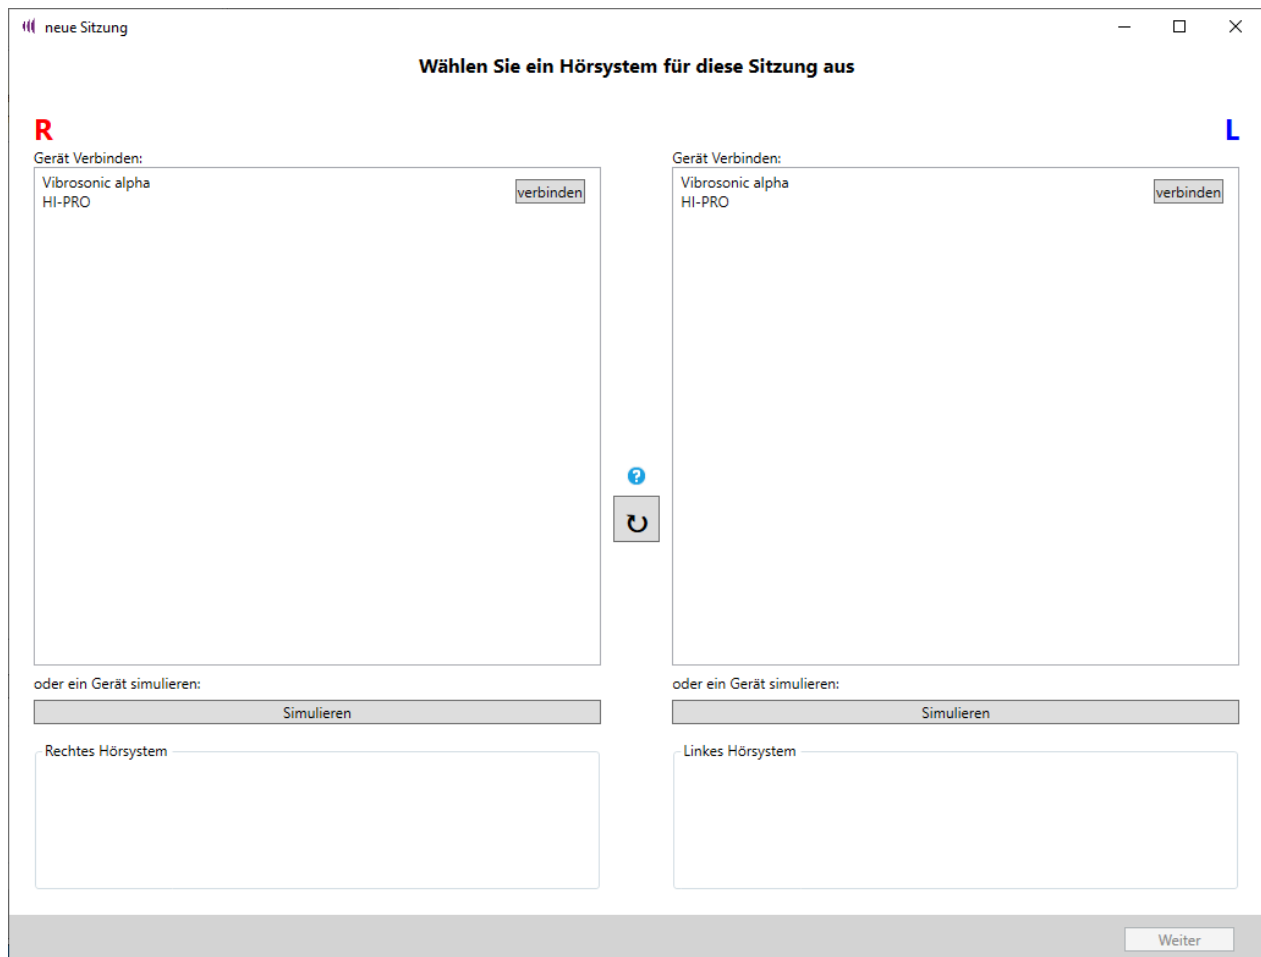 neue Sitzung
Wählen Sie ein Hörsystem für diese Sitzung aus
R
L
Gerät Verbinden:
Vibrosonic alpha
HI-PRO
verbinden
Gerät Verbinden:
Vibrosonic alpha
HI-PRO
verbinden
?
↻
oder ein Gerät simulieren:
Simulieren
oder ein Gerät simulieren:
Simulieren
Rechtes Hörsystem
Linkes Hörsystem
Weiter